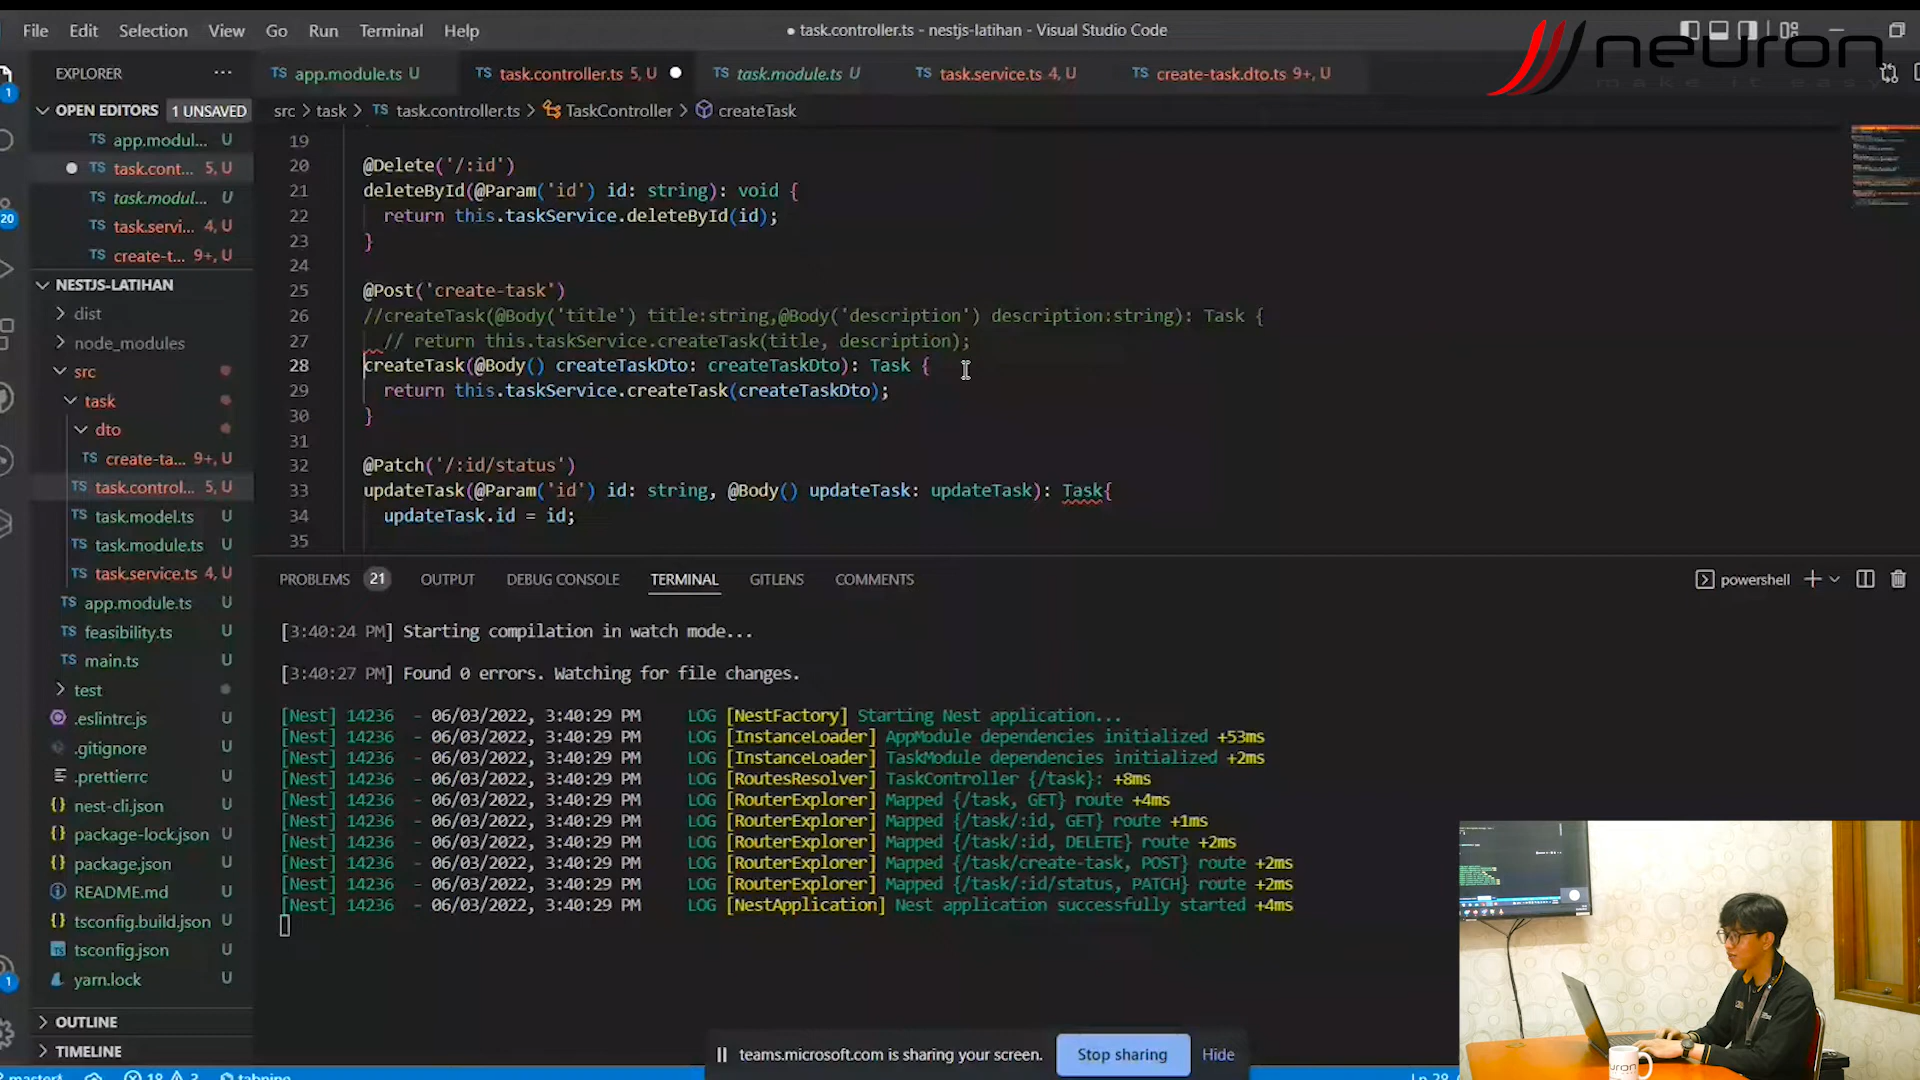 File Edit Selection View Go Run Terminal Help
● task.controller.ts - nestjs-latihan - Visual Studio Code
neuron
make it easy
EXPLORER ···
TS app.module.ts U
TS task.controller.ts 5, U ●
TS task.module.ts U
TS task.service.ts 4, U
TS create-task.dto.ts 9+, U
src > task > TS task.controller.ts > TaskController > createTask
OPEN EDITORS 1 UNSAVED
TS app.modul... U
● TS task.cont... 5, U
TS task.modul... U
TS task.servi... 4, U
TS create-t... 9+, U
NESTJS-LATIHAN
dist
node_modules
src
task
dto
TS create-ta... 9+, U
TS task.control... 5, U
TS task.model.ts U
TS task.module.ts U
TS task.service.ts 4, U
TS app.module.ts U
TS feasibility.ts U
TS main.ts U
test
.eslintrc.js U
.gitignore U
.prettierrc U
{} nest-cli.json U
{} package-lock.json U
{} package.json U
README.md U
{} tsconfig.build.json U
TS tsconfig.json U
yarn.lock U
OUTLINE
TIMELINE
1
20
1
19
20 @Delete('/:id')
21 deleteById(@Param('id') id: string): void {
22 return this.taskService.deleteById(id);
23 }
24
25 @Post('create-task')
26 //createTask(@Body('title') title:string,@Body('description') description:string): Task {
27 // return this.taskService.createTask(title, description);
28 createTask(@Body() createTaskDto: createTaskDto): Task {
29 return this.taskService.createTask(createTaskDto);
30 }
31
32 @Patch('/:id/status')
33 updateTask(@Param('id') id: string, @Body() updateTask: updateTask): Task{
34 updateTask.id = id;
35
PROBLEMS 21 OUTPUT DEBUG CONSOLE TERMINAL GITLENS COMMENTS
powershell
[3:40:24 PM] Starting compilation in watch mode...
[3:40:27 PM] Found 0 errors. Watching for file changes.
[Nest] 14236 - 06/03/2022, 3:40:29 PM LOG [NestFactory] Starting Nest application...
[Nest] 14236 - 06/03/2022, 3:40:29 PM LOG [InstanceLoader] AppModule dependencies initialized +53ms
[Nest] 14236 - 06/03/2022, 3:40:29 PM LOG [InstanceLoader] TaskModule dependencies initialized +2ms
[Nest] 14236 - 06/03/2022, 3:40:29 PM LOG [RoutesResolver] TaskController {/task}: +8ms
[Nest] 14236 - 06/03/2022, 3:40:29 PM LOG [RouterExplorer] Mapped {/task, GET} route +4ms
[Nest] 14236 - 06/03/2022, 3:40:29 PM LOG [RouterExplorer] Mapped {/task/:id, GET} route +1ms
[Nest] 14236 - 06/03/2022, 3:40:29 PM LOG [RouterExplorer] Mapped {/task/:id, DELETE} route +2ms
[Nest] 14236 - 06/03/2022, 3:40:29 PM LOG [RouterExplorer] Mapped {/task/create-task, POST} route +2ms
[Nest] 14236 - 06/03/2022, 3:40:29 PM LOG [RouterExplorer] Mapped {/task/:id/status, PATCH} route +2ms
[Nest] 14236 - 06/03/2022, 3:40:29 PM LOG [NestApplication] Nest application successfully started +4ms
teams.microsoft.com is sharing your screen. Stop sharing Hide